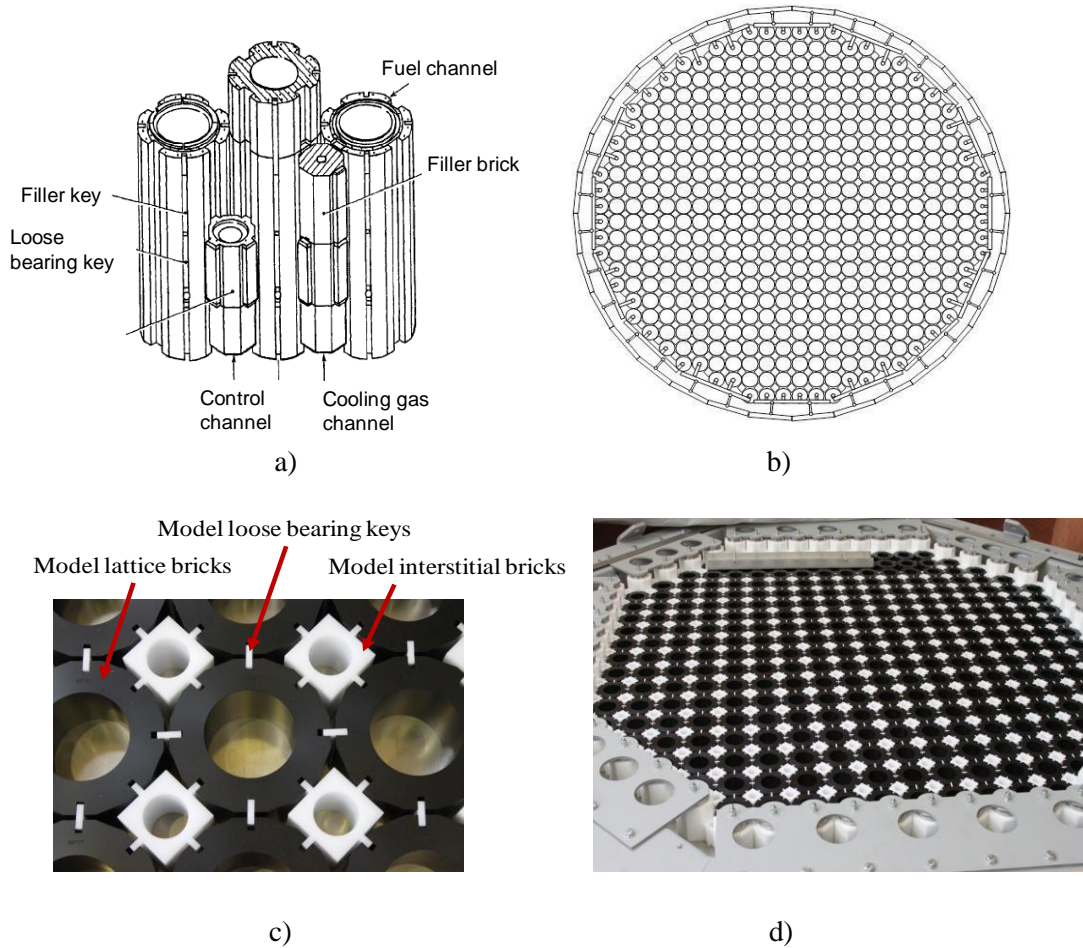 a)
b)
Fuel channel
Filler brick
Filler key
Loose
bearing key
Control
channel
Cooling gas
channel
Model loose bearing keys
Model lattice bricks
Model interstitial bricks
c)
d)